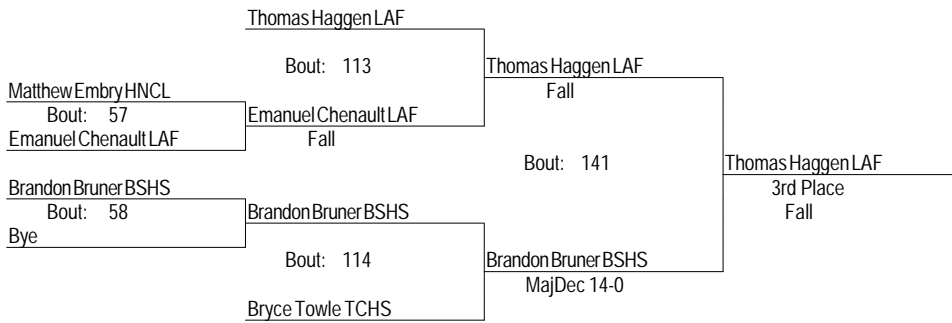 Thomas Haggen LAF
Bout: 113
Thomas Haggen LAF
Fall
Matthew Embry HNCL
Bout: 57
Emanuel Chenault LAF
Emanuel Chenault LAF
Fall
Bout: 141
Thomas Haggen LAF
3rd Place
Fall
Brandon Bruner BSHS
Bout: 58
Bye
Brandon Bruner BSHS
Bout: 114
Brandon Bruner BSHS
MajDec 14-0
Bryce Towle TCHS